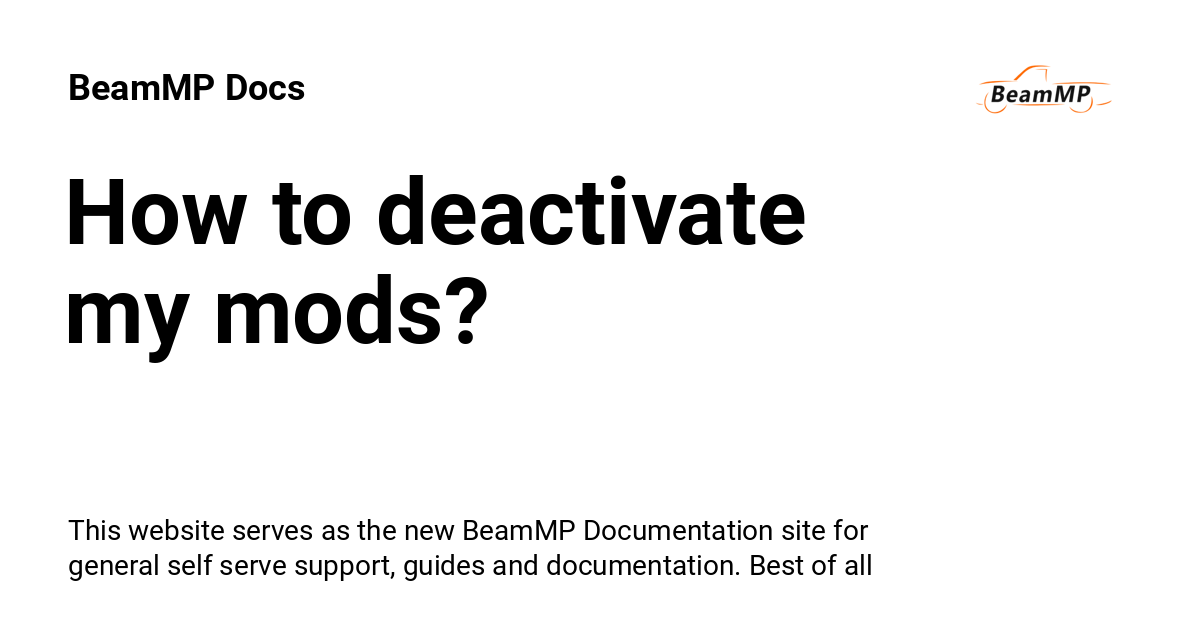 BeamMP Docs
BeamMP
How to deactivate
my mods?
This website serves as the new BeamMP Documentation site for
general self serve support, guides and documentation. Best of all